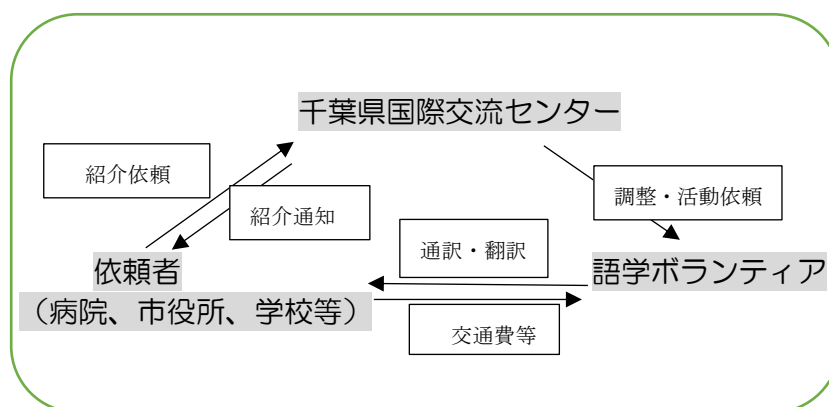 千葉県国際交流センター
紹介依頼
調整・活動依頼
紹介通知
通訳・翻訳
依頼者
（病院、市役所、学校等）
語学ボランティア
交通費等